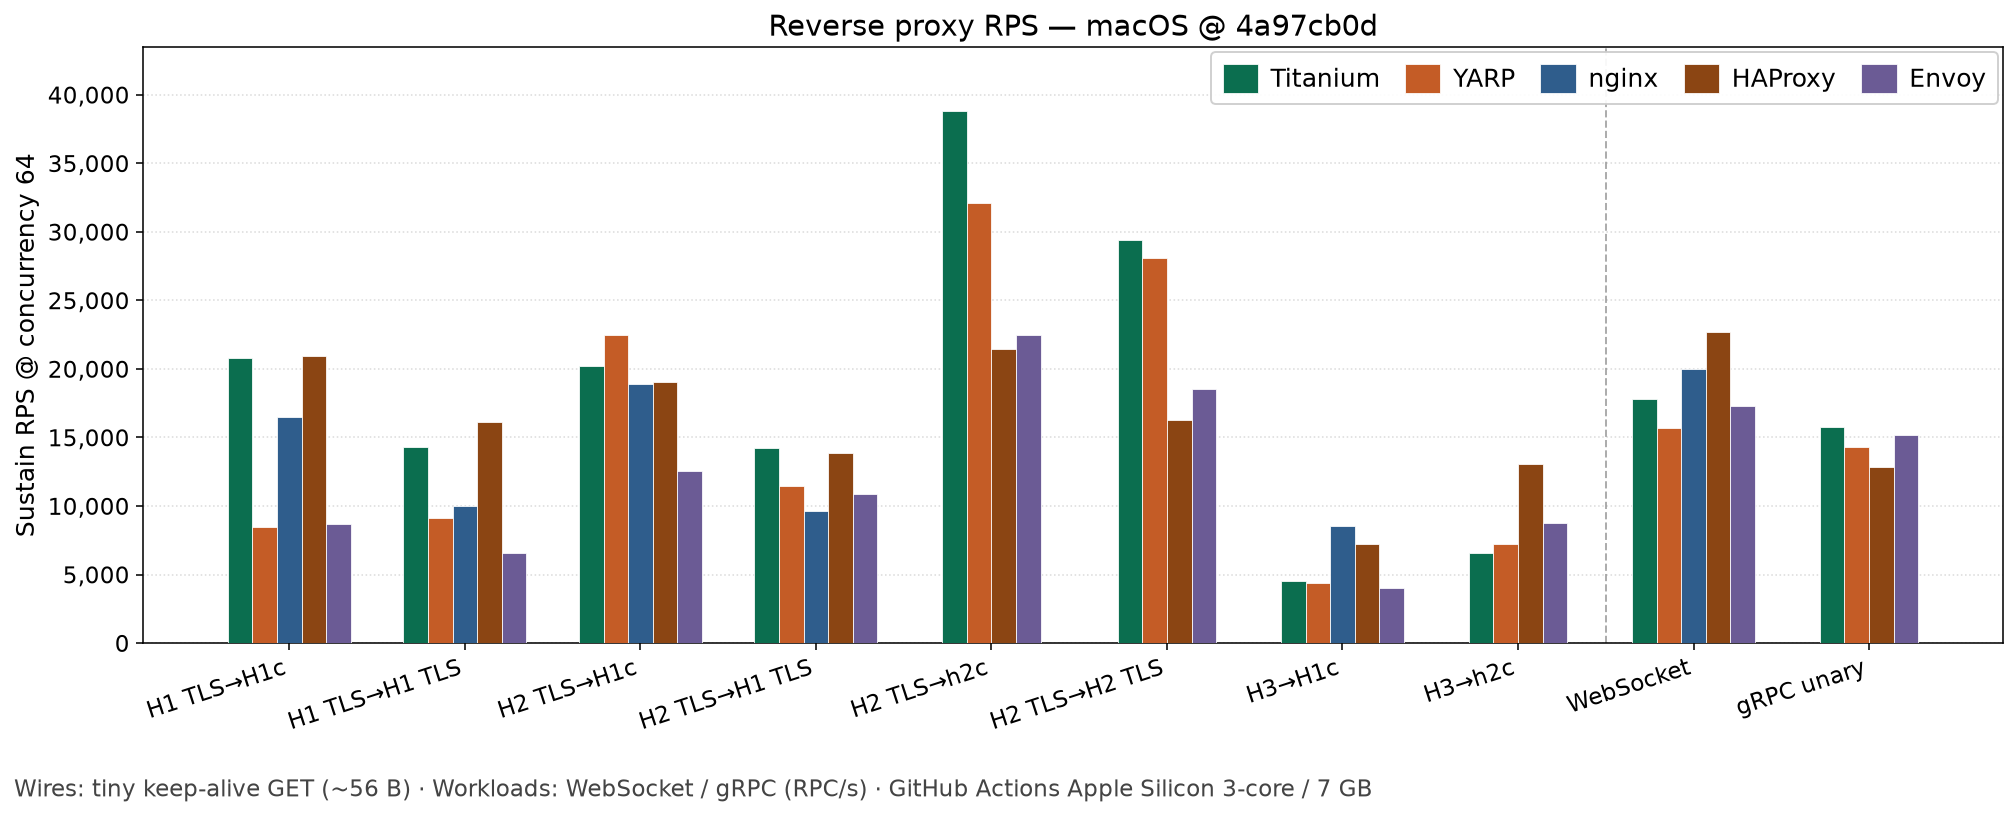 Reverse proxy RPS — macOS @ 4a97cb0d
Titanium YARP nginx HAProxy Envoy
Sustain RPS @ concurrency 64
40,000
35,000
30,000
25,000
20,000
15,000
10,000
5,000
0
H1 TLS→H1c
H1 TLS→H1 TLS
H2 TLS→H1c
H2 TLS→H1 TLS
H2 TLS→h2c
H2 TLS→H2 TLS
H3→H1c
H3→h2c
WebSocket
gRPC unary
Wires: tiny keep-alive GET (~56 B) · Workloads: WebSocket / gRPC (RPC/s) · GitHub Actions Apple Silicon 3-core / 7 GB